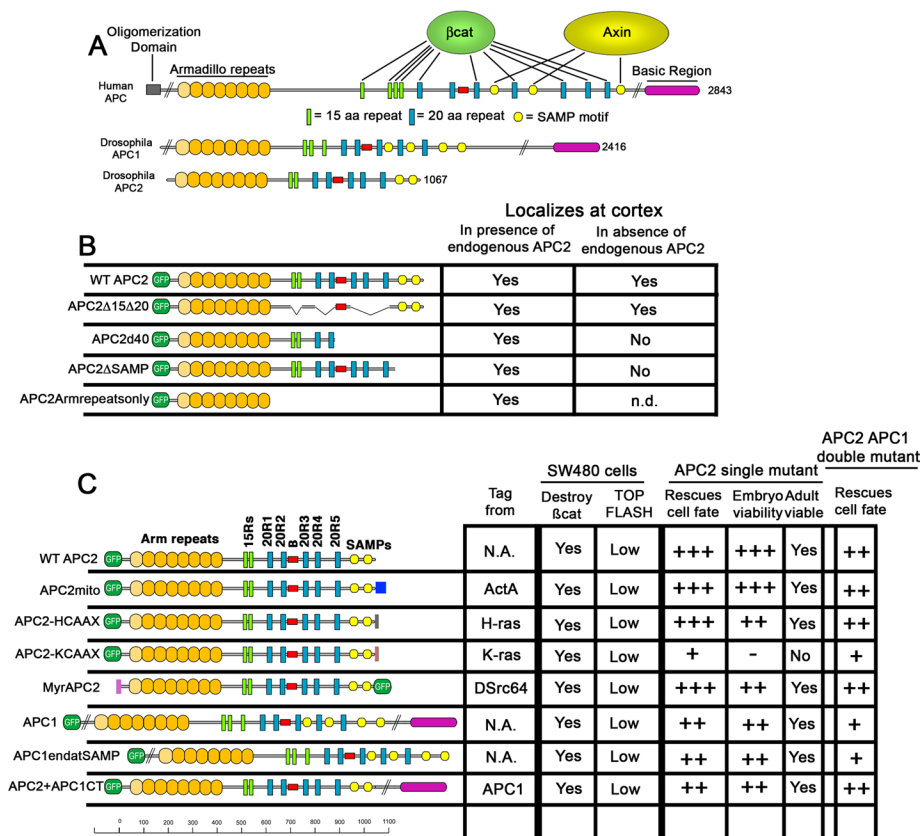 A
Oligomerization
Domain
βcat
Axin
Armadillo repeats
Basic Region
Human
APC
2843
= 15 aa repeat
= 20 aa repeat
= SAMP motif
Drosophila
APC1
2416
Drosophila
APC2
1067
B
Localizes at cortex
In presence of
endogenous APC2
In absence of
endogenous APC2
WT APC2 GFP Yes Yes
APC2Δ15Δ20 GFP Yes Yes
APC2d40 GFP Yes No
APC2ΔSAMP GFP Yes No
APC2Armrepeatsonly GFP Yes n.d.
C
APC2 APC1
double mutant
SW480 cells
APC2 single mutant
Tag
from
Destroy
ßcat
TOP
FLASH
Rescues
cell fate
Embryo
viability
Adult
viable
Rescues
cell fate
Arm repeats
15Rs
20R1
20R2
B
20R3
20R4
20R5
SAMPs
WT APC2 GFP N.A. Yes Low +++ +++ Yes ++
APC2mito GFP ActA Yes Low +++ +++ Yes ++
APC2-HCAAX GFP H-ras Yes Low +++ ++ Yes ++
APC2-KCAAX GFP K-ras Yes Low + - No +
MyrAPC2 GFP DSrc64 Yes Low +++ ++ Yes ++
APC1 GFP N.A. Yes Low ++ ++ Yes +
APC1endatSAMP GFP N.A. Yes Low ++ ++ Yes +
APC2+APC1CT GFP APC1 Yes Low ++ ++ Yes ++
0 100 200 300 400 500 600 700 800 900 1000 1100